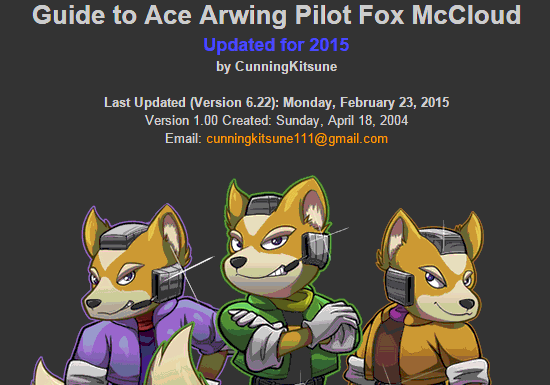 Guide to Ace Arwing Pilot Fox McCloud
Updated for 2015
by CunningKitsune
Last Updated (Version 6.22): Monday, February 23, 2015
Version 1.00 Created: Sunday, April 18, 2004
Email: cunningkitsune111@gmail.com